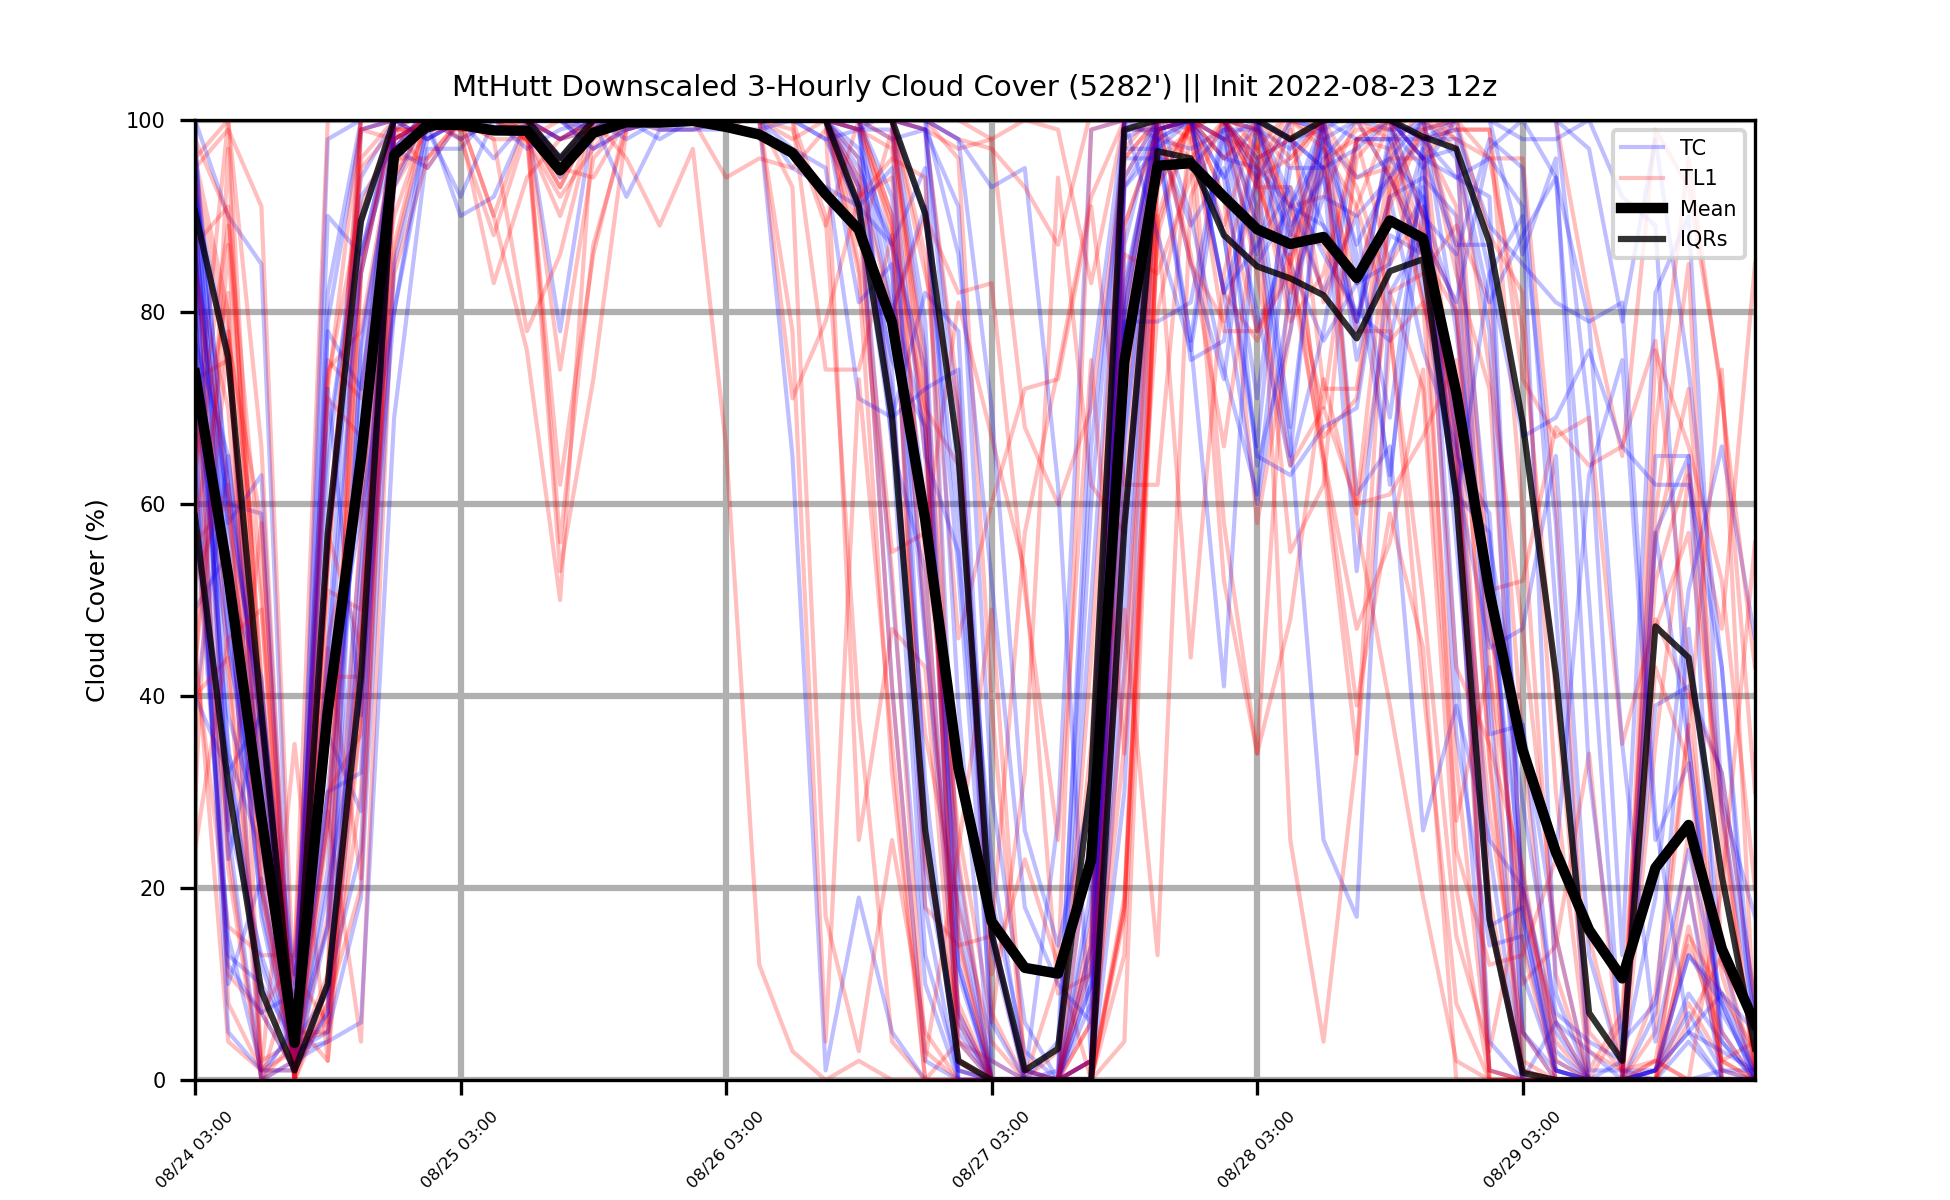 MtHutt Downscaled 3-Hourly Cloud Cover (5282') || Init 2022-08-23 12z
100
80
60
40
20
0
Cloud Cover (%)
TC
TL1
Mean
IQRs
08/24 03:00
08/25 03:00
08/26 03:00
08/27 03:00
08/28 03:00
08/29 03:00